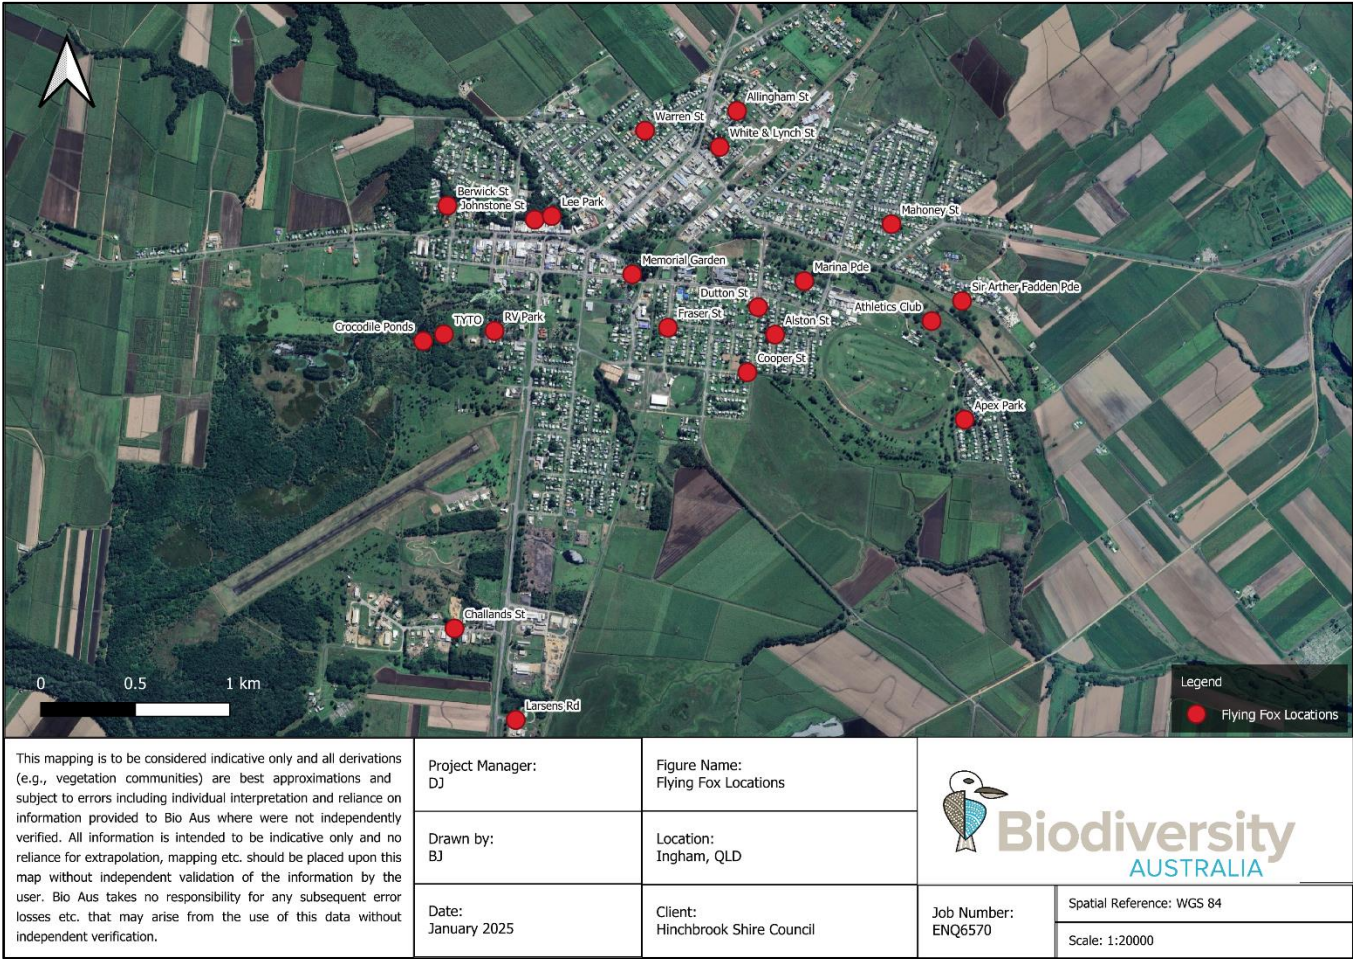 Allingham St
Warren St
White & Lynch St
Berwick St
Johnstone St
Lee Park
Mahoney St
Memorial Garden
Marina Pde
Sir Arther Fadden Pde
Dutton St
Athletics Club
Fraser St
Alston St
Crocodile Ponds
TYTO
RV Park
Cooper St
Apex Park
Challands St
Larsens Rd
0 0.5 1 km
Legend
Flying Fox Locations
This mapping is to be considered indicative only and all derivations
(e.g., vegetation communities) are best approximations and
subject to errors including individual interpretation and reliance on
information provided to Bio Aus where were not independently
verified. All information is intended to be indicative only and no
reliance for extrapolation, mapping etc. should be placed upon this
map without independent validation of the information by the
user. Bio Aus takes no responsibility for any subsequent error
losses etc. that may arise from the use of this data without
independent verification.
Project Manager:
DJ
Drawn by:
BJ
Date:
January 2025
Figure Name:
Flying Fox Locations
Location:
Ingham, QLD
Client:
Hinchbrook Shire Council
Biodiversity
AUSTRALIA
Job Number:
ENQ6570
Spatial Reference: WGS 84
Scale: 1:20000